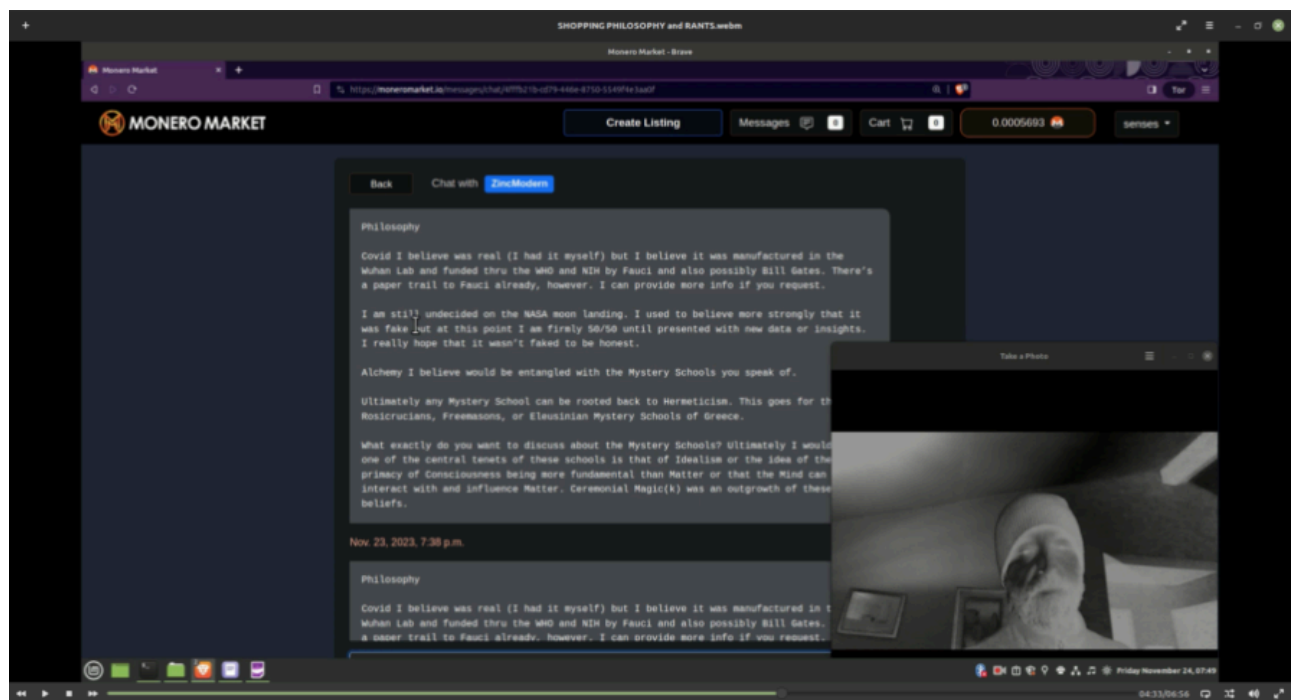 SHOPPING PHILOSOPHY and RANTS.webm
Monero Market - Brave
Monero Market
https://moneromarket.io/messages/chat/
Tor
MONERO MARKET
Create Listing
Messages 0
Cart 0
0.0005693
senses
Back
Chat with ZincModern
Philosophy
Covid I believe was real (I had it myself) but I believe it was manufactured in the
Wuhan Lab and funded thru the WHO and NIH by Fauci and also possibly Bill Gates. There's
a paper trail to Fauci already, however. I can provide more info if you request.
I am still undecided on the NASA moon landing. I used to believe more strongly that it
was fake but at this point I am firmly 50/50 until presented with new data or insights.
I really hope that it wasn't faked to be honest.
Alchemy I believe would be entangled with the Mystery Schools you speak of.
Ultimately any Mystery School can be rooted back to Hermeticism. This goes for th
Rosicrucians, Freemasons, or Eleusinian Mystery Schools of Greece.
What exactly do you want to discuss about the Mystery Schools? Ultimately I would
one of the central tenets of these schools is that of Idealism or the idea of the
primacy of Consciousness being more fundamental than Matter or that the Mind can
interact with and influence Matter. Ceremonial Magic(k) was an outgrowth of these
beliefs.
Take a Photo
Nov. 23, 2023, 7:38 p.m.
Philosophy
Covid I believe was real (I had it myself) but I believe it was manufactured in t
Wuhan Lab and funded thru the WHO and NIH by Fauci and also possibly Bill Gates.
a paper trail to Fauci already, however. I can provide more info if you request.
Friday November 24, 07:49
04:33/06:56